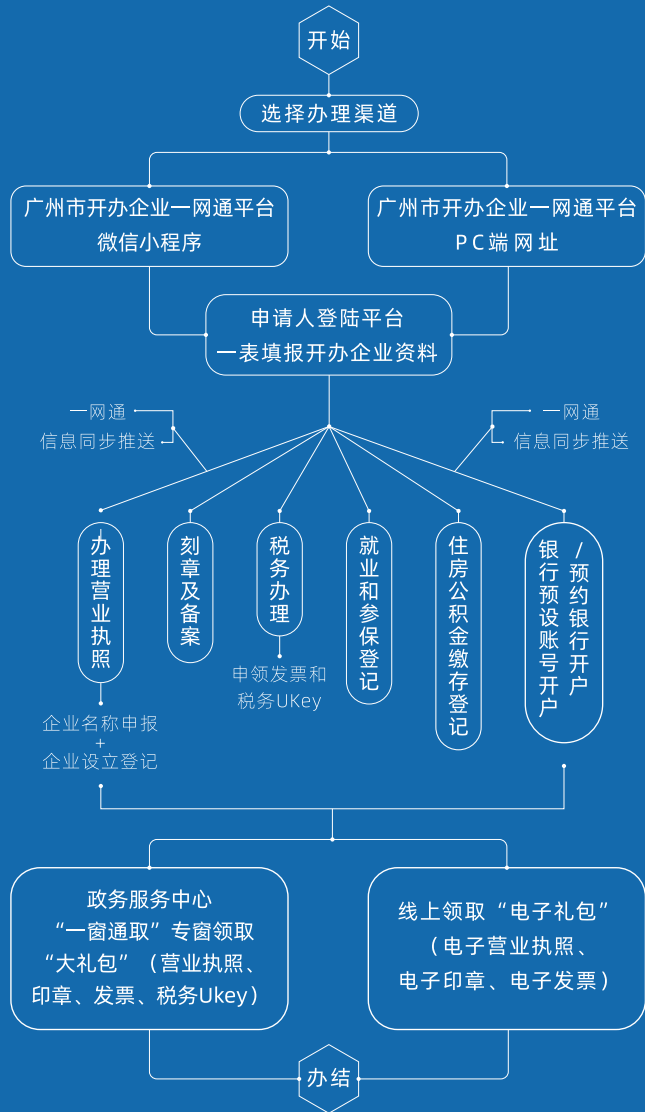 开始
选择办理渠道
广州市开办企业一网通平台
微信小程序
广州市开办企业一网通平台
PC端网址
申请人登陆平台
一表填报开办企业资料
一网通
信息同步推送
一网通
信息同步推送
办理营业执照
企业名称申报
+
企业设立登记
刻章及备案
税务办理
申领发票和
税务UKey
就业和参保登记
住房公积金缴存登记
银行预设账号开户
/预约银行开户
政务服务中心
“一窗通取”专窗领取
“大礼包”（营业执照、
印章、发票、税务Ukey）
线上领取“电子礼包”
（电子营业执照、
电子印章、电子发票）
办结